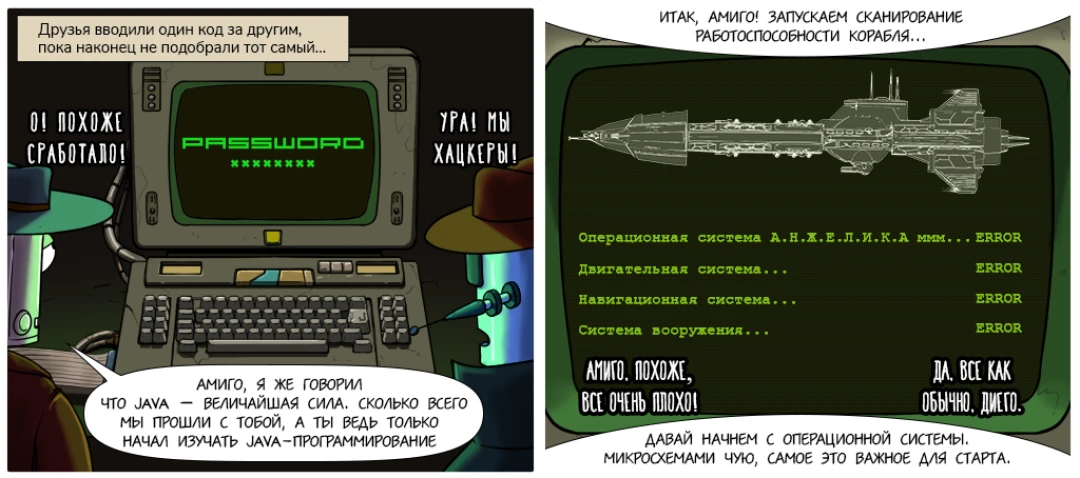 Друзья вводили один код за другим,
пока наконец не подобрали тот самый...
О! ПОХОЖЕ
СРАБОТАЛО!
PASSWORD
xxxxxxxx
УРА! МЫ
ХАЦКЕРЫ!
АМИГО, Я ЖЕ ГОВОРИЛ
ЧТО JAVA — ВЕЛИЧАЙШАЯ СИЛА. СКОЛЬКО ВСЕГО
МЫ ПРОШЛИ С ТОБОЙ, А ТЫ ВЕДЬ ТОЛЬКО
НАЧАЛ ИЗУЧАТЬ JAVA-ПРОГРАММИРОВАНИЕ
ИТАК, АМИГО! ЗАПУСКАЕМ СКАНИРОВАНИЕ
РАБОТОСПОСОБНОСТИ КОРАБЛЯ...
Операционная система А.Н.Ж.Е.Л.И.К.А ммм... ERROR
Двигательная система... ERROR
Навигационная система... ERROR
Система вооружения... ERROR
АМИГО, ПОХОЖЕ,
ВСЕ ОЧЕНЬ ПЛОХО!
ДА, ВСЕ КАК
ОБЫЧНО, ДИЕГО.
ДАВАЙ НАЧНЕМ С ОПЕРАЦИОННОЙ СИСТЕМЫ.
МИКРОСХЕМАМИ ЧУЮ, САМОЕ ЭТО ВАЖНОЕ ДЛЯ СТАРТА.